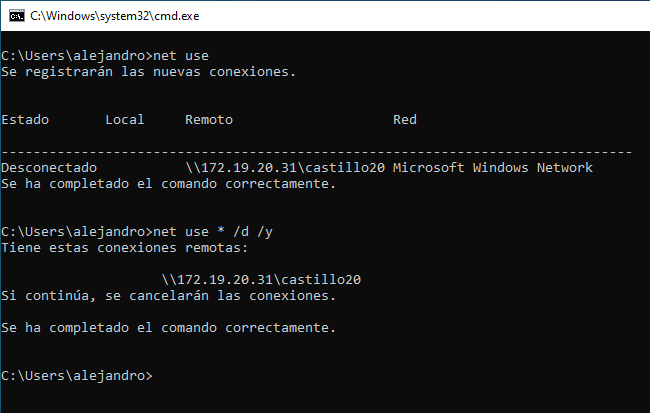 C:\Windows\system32\cmd.exe
C:\Users\alejandro>net use
Se registrarán las nuevas conexiones.
Estado       Local     Remoto                    Red
-------------------------------------------------------------------------------
Desconectado           \\172.19.20.31\castillo20 Microsoft Windows Network
Se ha completado el comando correctamente.
C:\Users\alejandro>net use * /d /y
Tiene estas conexiones remotas:
                    \\172.19.20.31\castillo20
Si continúa, se cancelarán las conexiones.
Se ha completado el comando correctamente.
C:\Users\alejandro>